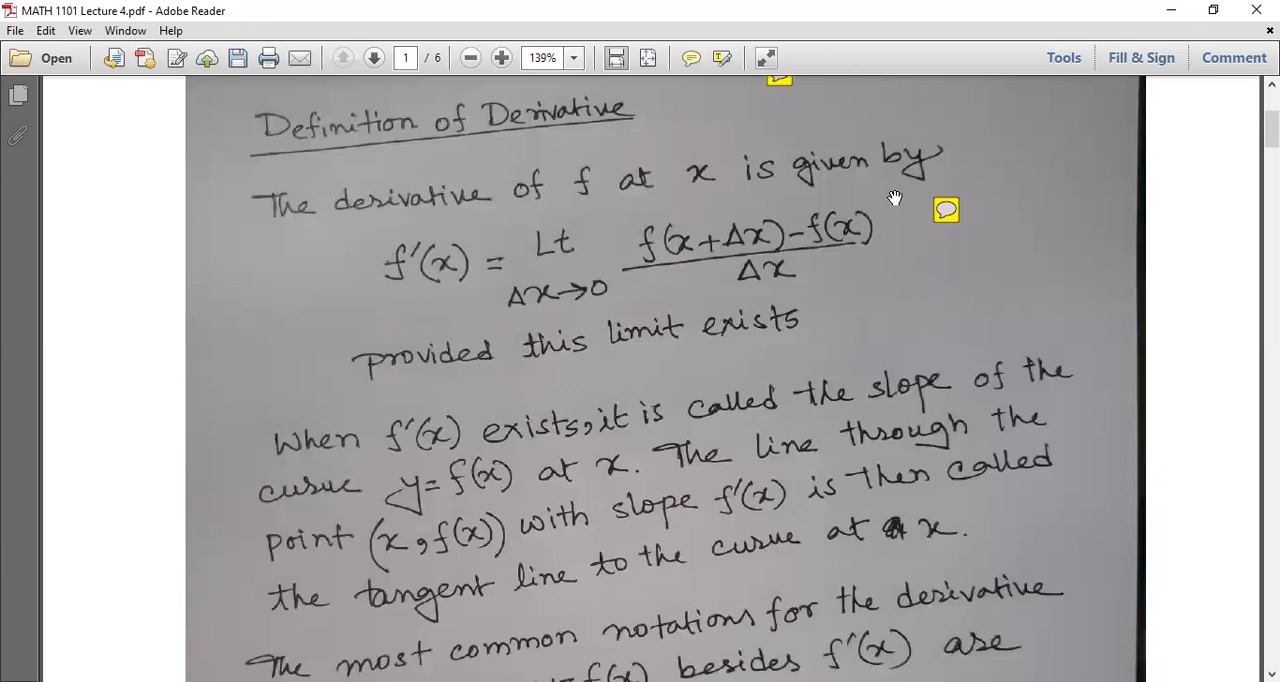 MATH 1101 Lecture 4.pdf - Adobe Reader
File Edit View Window Help
Open 1 / 6 139% Tools Fill & Sign Comment
Definition of Derivative
The derivative of f at x is given by
f'(x) = Lt f(x+Δx)-f(x)
Δx→0 Δx
provided this limit exists
When f'(x) exists, it is called the slope of the
curve y=f(x) at x. The line through the
point (x, f(x)) with slope f'(x) is then called
the tangent line to the curve at x.
The most common notations for the derivative
=f(x) besides f'(x) are